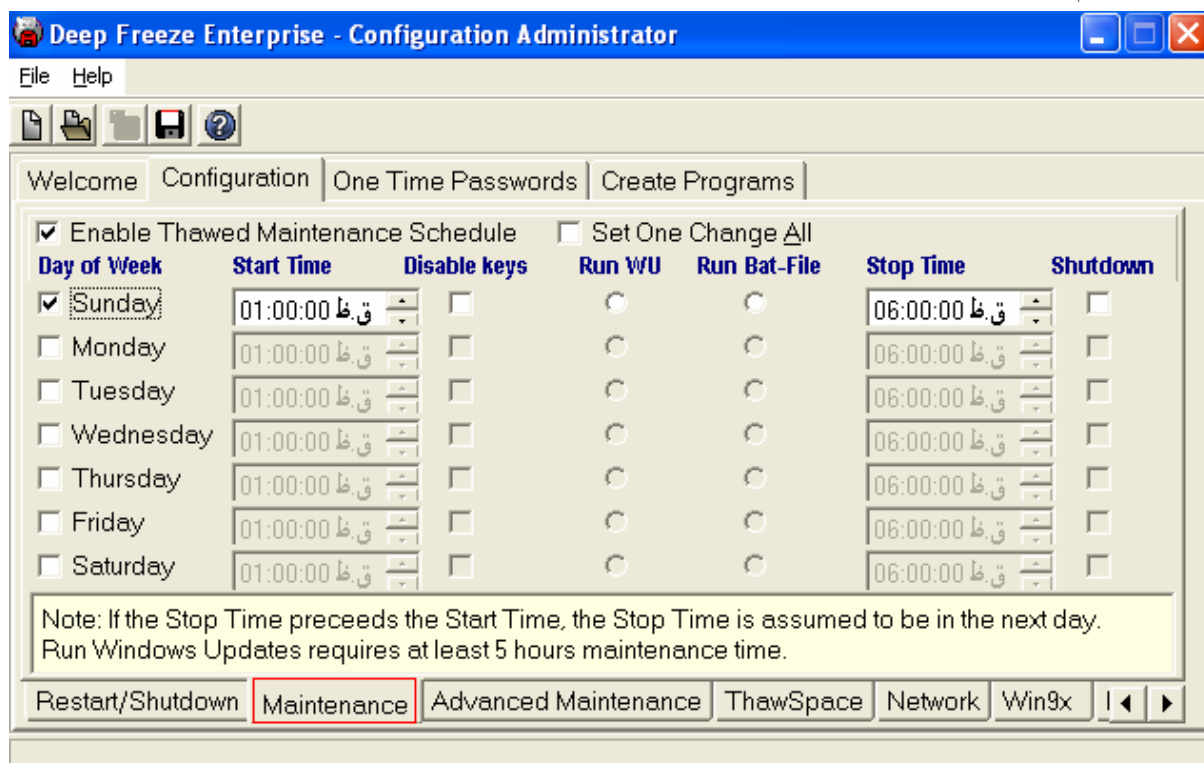 Deep Freeze Enterprise - Configuration Administrator
File Help
Welcome Configuration One Time Passwords Create Programs
Enable Thawed Maintenance Schedule Set One Change All
Day of Week Start Time Disable keys Run WU Run Bat-File Stop Time Shutdown
Sunday 01:00:00 ق.ظ 06:00:00 ق.ظ
Monday 01:00:00 ق.ظ 06:00:00 ق.ظ
Tuesday 01:00:00 ق.ظ 06:00:00 ق.ظ
Wednesday 01:00:00 ق.ظ 06:00:00 ق.ظ
Thursday 01:00:00 ق.ظ 06:00:00 ق.ظ
Friday 01:00:00 ق.ظ 06:00:00 ق.ظ
Saturday 01:00:00 ق.ظ 06:00:00 ق.ظ
Note: If the Stop Time preceeds the Start Time, the Stop Time is assumed to be in the next day.
Run Windows Updates requires at least 5 hours maintenance time.
Restart/Shutdown Maintenance Advanced Maintenance ThawSpace Network Win9x